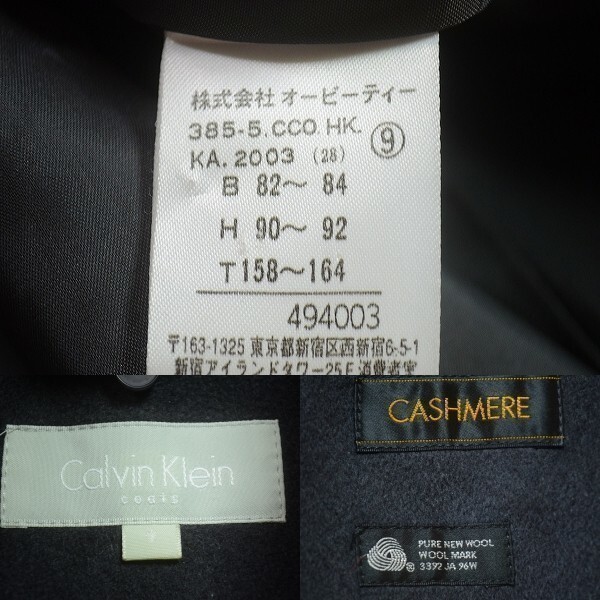 株式会社 オービーティー
385-5.CCO.HK.
KA.2003 (28) ⑨
B 82〜 84
H 90〜 92
T158〜164
494003
〒163-1325 東京都新宿区西新宿6-5-1
新宿アイランドタワー25F 消費者室
Calvin Klein
coats
CASHMERE
PURE NEW WOOL
WOOL MARK
® 3392 JA 96W